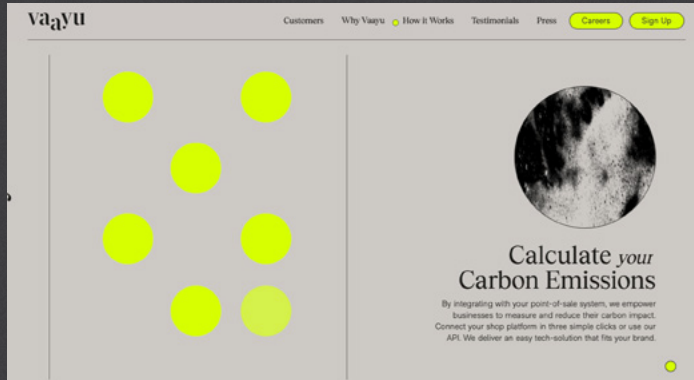 vaayu
Customers Why Vaayu How it Works Testimonials Press Careers Sign Up
Calculate your
Carbon Emissions
By integrating with your point-of-sale system, we empower
businesses to measure and reduce their carbon impact.
Connect your shop platform in three simple clicks or use our
API. We deliver an easy tech-solution that fits your brand.